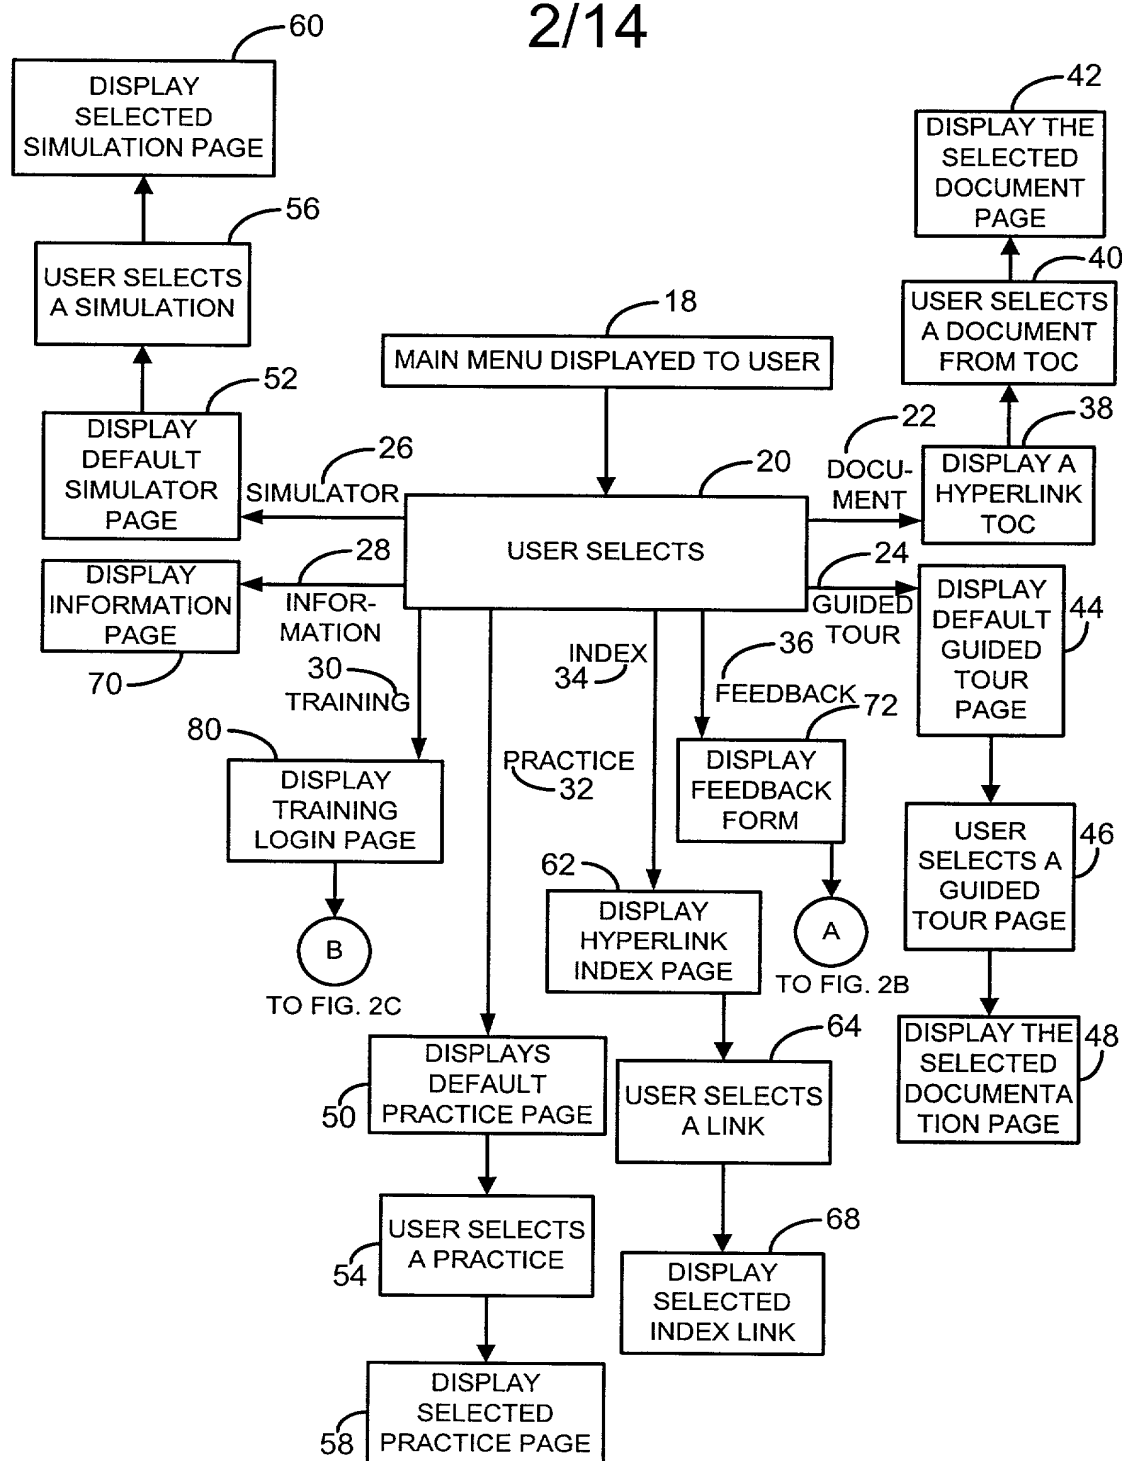 2/14
60
DISPLAY
SELECTED
SIMULATION PAGE
42
DISPLAY THE
SELECTED
DOCUMENT
PAGE
56
USER SELECTS
A SIMULATION
40
USER SELECTS
A DOCUMENT
FROM TOC
18
MAIN MENU DISPLAYED TO USER
52
DISPLAY
DEFAULT
SIMULATOR
PAGE
26
SIMULATOR
20
USER SELECTS
22
DOCU-
MENT
38
DISPLAY A
HYPERLINK
TOC
28
INFOR-
MATION
DISPLAY
INFORMATION
PAGE
70
24
GUIDED
TOUR
DISPLAY
DEFAULT
GUIDED
TOUR
PAGE
44
30
TRAINING
INDEX
34
36
FEEDBACK
80
DISPLAY
TRAINING
LOGIN PAGE
PRACTICE
32
72
DISPLAY
FEEDBACK
FORM
USER
SELECTS A
GUIDED
TOUR PAGE
46
62
DISPLAY
HYPERLINK
INDEX PAGE
B
TO FIG. 2C
A
TO FIG. 2B
DISPLAYS
DEFAULT
PRACTICE PAGE
50
64
USER SELECTS
A LINK
DISPLAY THE
SELECTED
DOCUMENTA
TION PAGE
48
USER SELECTS
A PRACTICE
54
68
DISPLAY
SELECTED
INDEX LINK
DISPLAY
SELECTED
PRACTICE PAGE
58